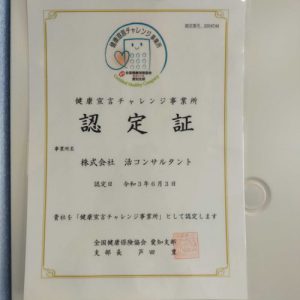 健康宣言チャレンジ事業所
認定証
事業所名
株式会社 活コンサルタント
認定日 令和3年6月3日
貴社を「健康宣言チャレンジ事業所」として認定します
全国健康保険協会 愛知支部
支部長 戸田 重